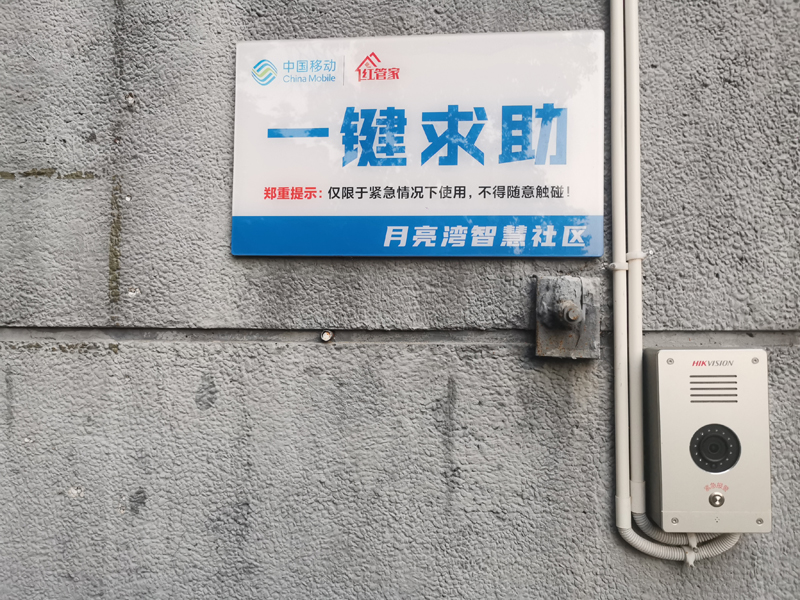 中国移动
China Mobile
红管家
一键求助
郑重提示：仅限于紧急情况下使用，不得随意触碰！
月亮湾智慧社区
HIKVISION